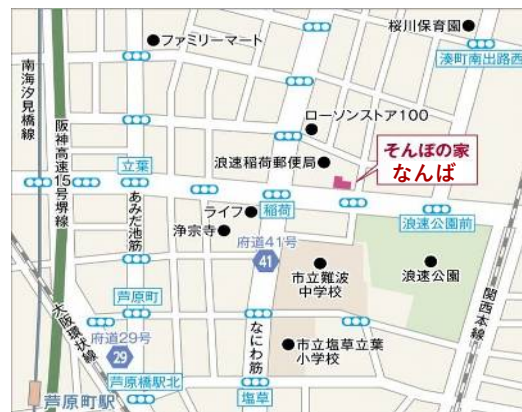 桜川保育園
ファミリーマート
湊町南出路西
南海汐見橋線
ローソンストア100
阪神高速15号堺線
立葉
浪速稲荷郵便局
そんぽの家
なんば
あみだ池筋
ライフ
稲荷
浪速公園前
浄宗寺
府道41号
41
市立難波
中学校
浪速公園
芦原町
大阪環状線
府道29号
29
なにわ筋
関西本線
市立塩草立葉
小学校
芦原橋駅北
塩草
芦原町駅